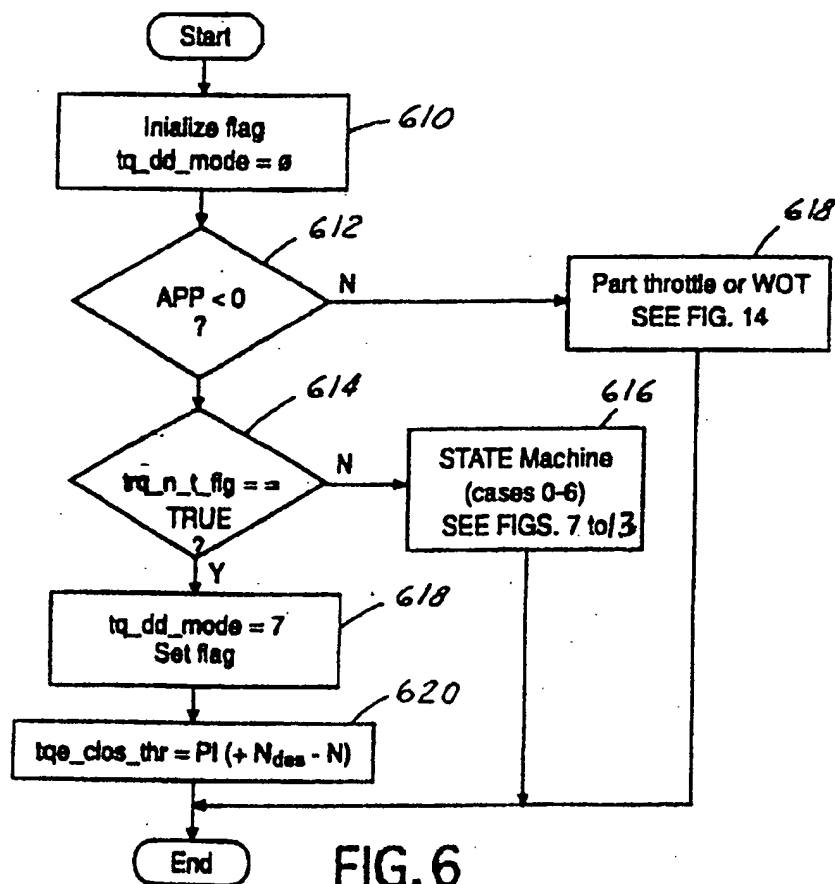 Start
Inialize flag
tq_dd_mode = ø
610
612
APP < 0
?
N
618
Part throttle or WOT
SEE FIG. 14
614
trq_n_t_flg ==
TRUE
?
N
616
STATE Machine
(cases 0-6)
SEE FIGS. 7 to 13
Y
tq_dd_mode = 7
Set flag
618
620
tqe_clos_thr = PI (+ Ndes - N)
End
FIG. 6